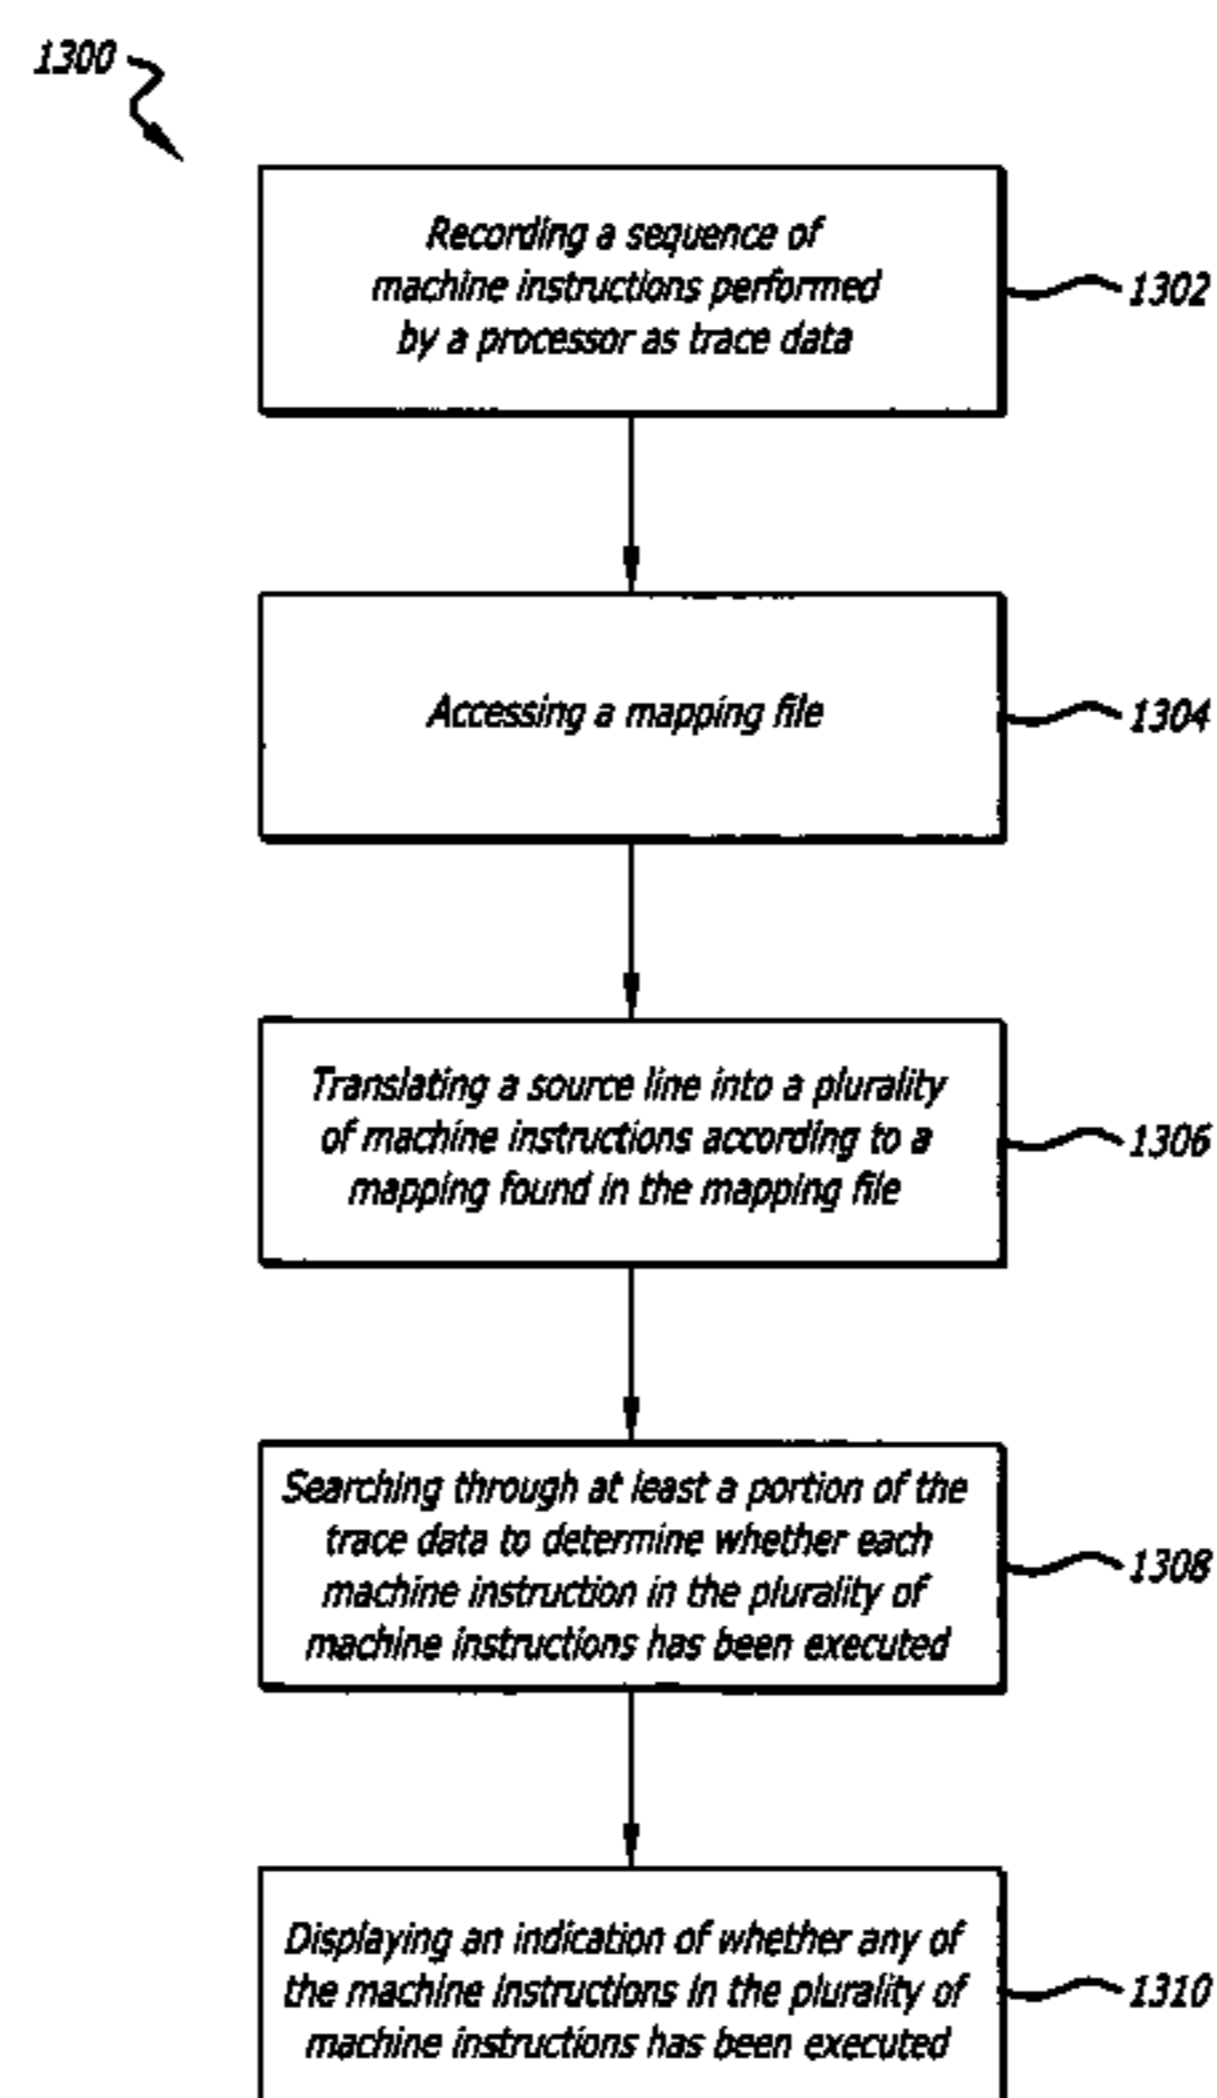 1300
Recording a sequence of
machine instructions performed
by a processor as trace data
1302
Accessing a mapping file
1304
Translating a source line into a plurality
of machine instructions according to a
mapping found in the mapping file
1306
Searching through at least a portion of the
trace data to determine whether each
machine instruction in the plurality of
machine instructions has been executed
1308
Displaying an indication of whether any of
the machine instructions in the plurality of
machine instructions has been executed
1310